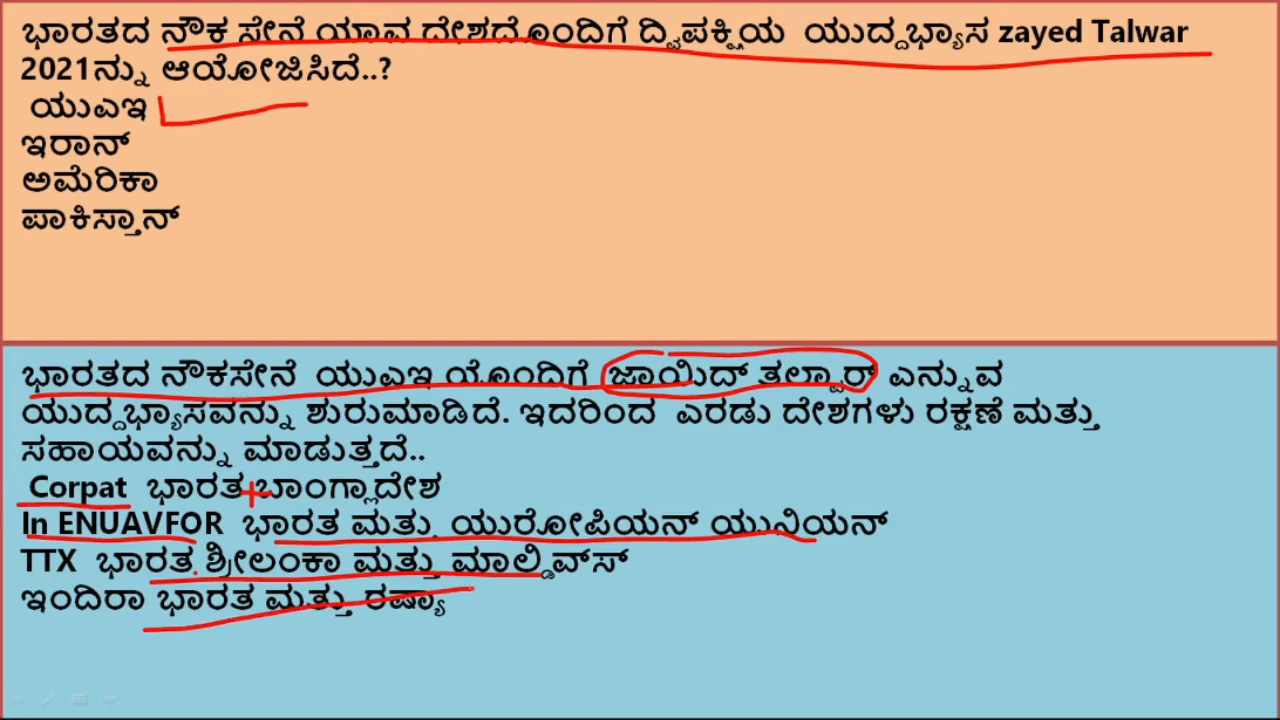 ಭಾರತದ ನೌಕ ಸೇನೆ ಯಾವ ದೇಶದೊಂದಿಗೆ ದ್ವಿಪಕ್ಷಿಯ ಯುದ್ದಭ್ಯಾಸ zayed Talwar
2021ನ್ನು ಆಯೋಜಿಸಿದೆ..?
ಯುಎಇ
ಇರಾನ್
ಅಮೆರಿಕಾ
ಪಾಕಿಸ್ತಾನ್
ಭಾರತದ ನೌಕಸೇನೆ ಯುಎಇ ಯೊಂದಿಗೆ ಜಾಯಿದ್ ತಲ್ವಾರ್ ಎನ್ನುವ
ಯುದ್ದಭ್ಯಾಸವನ್ನು ಶುರುಮಾಡಿದೆ. ಇದರಿಂದ ಎರಡು ದೇಶಗಳು ರಕ್ಷಣೆ ಮತ್ತು
ಸಹಾಯವನ್ನು ಮಾಡುತ್ತದೆ..
Corpat ಭಾರತ ಬಾಂಗ್ಲಾದೇಶ
In ENUAVFOR ಭಾರತ ಮತ್ತು ಯುರೋಪಿಯನ್ ಯುನಿಯನ್
TTX ಭಾರತ. ಶ್ರೀಲಂಕಾ ಮತ್ತು ಮಾಲ್ಡಿವ್ಸ್
ಇಂದಿರಾ ಭಾರತ ಮತ್ತು ರಷ್ಯಾ